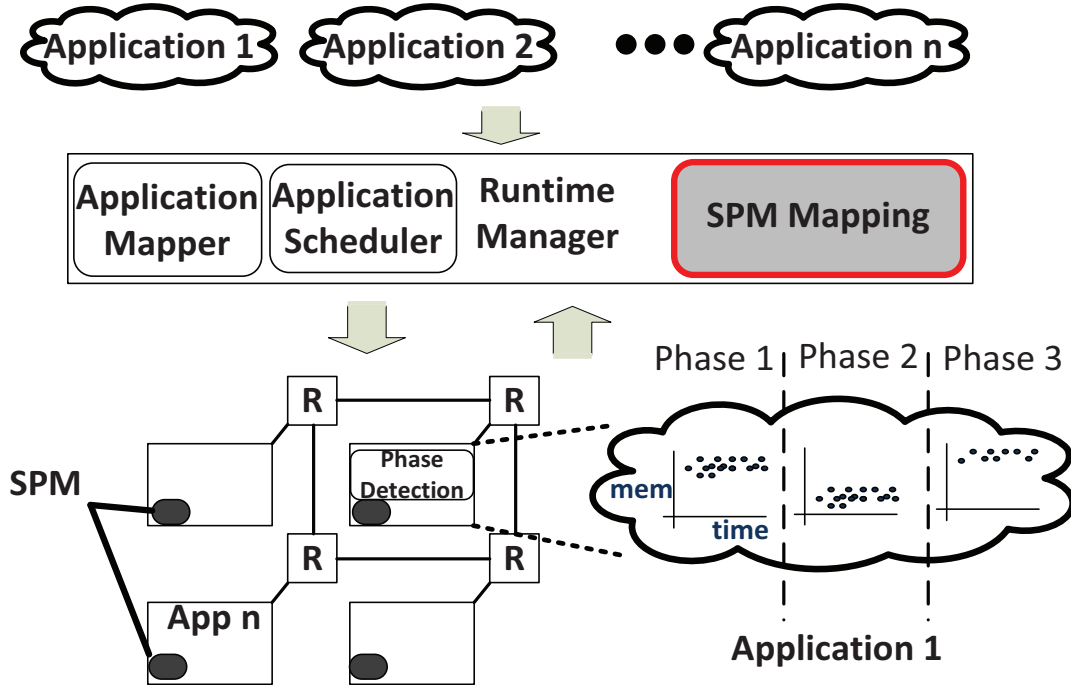 Application 1
Application 2
Application n
Application
Mapper
Application
Scheduler
Runtime
Manager
SPM Mapping
Phase 1
Phase 2
Phase 3
R
R
SPM
Phase
Detection
mem
time
R
R
App n
Application 1